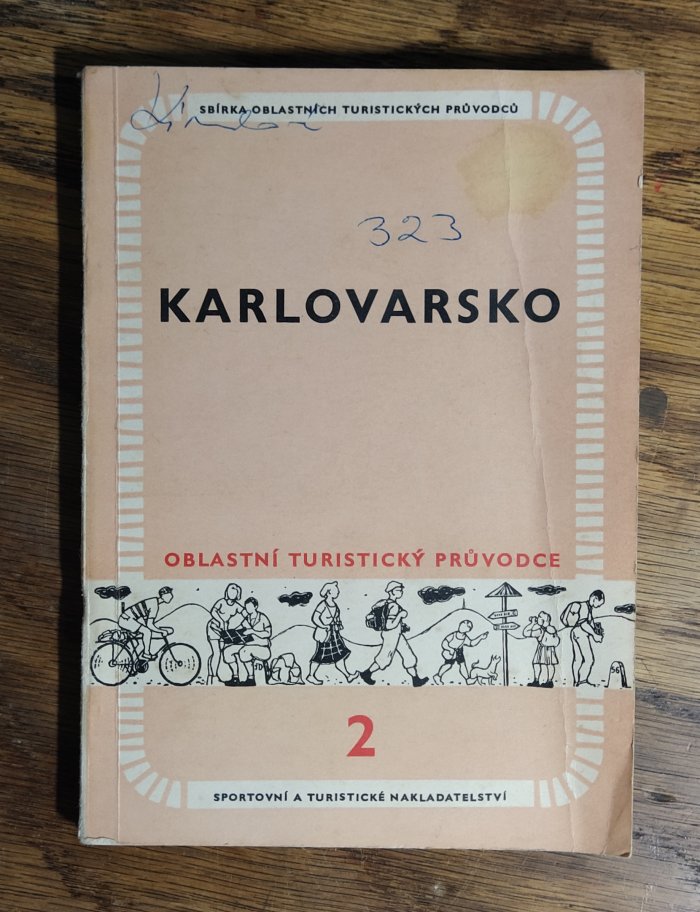 SBÍRKA OBLASTNÍCH TURISTICKÝCH PRŮVODCŮ
323
KARLOVARSKO
OBLASTNÍ TURISTICKÝ PRŮVODCE
2
SPORTOVNÍ A TURISTICKÉ NAKLADATELSTVÍ